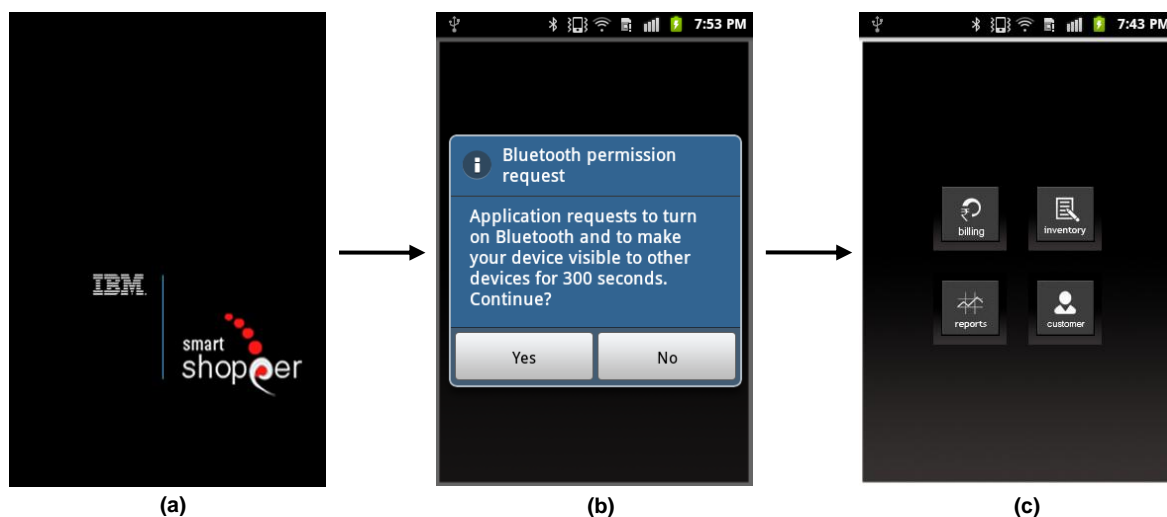 IBM.
smart
shopper
(a)
7:53 PM
Bluetooth permission
request
Application requests to turn
on Bluetooth and to make
your device visible to other
devices for 300 seconds.
Continue?
Yes
No
(b)
7:43 PM
billing
inventory
reports
customer
(c)